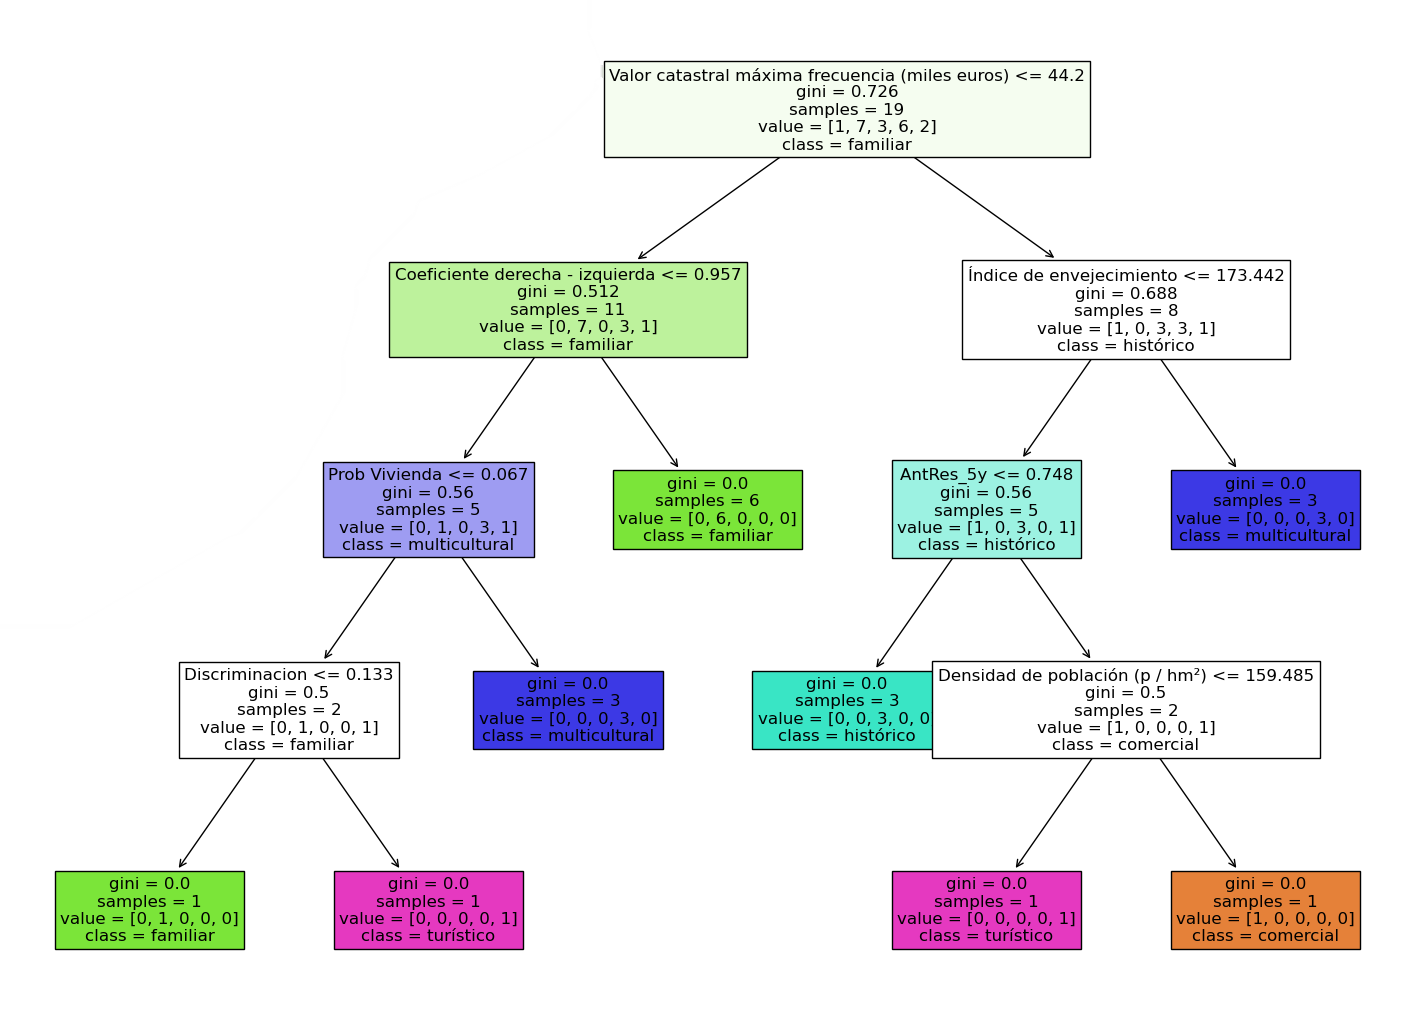 Valor catastral máxima frecuencia (miles euros) <= 44.2
gini = 0.726
samples = 19
value = [1, 7, 3, 6, 2]
class = familiar
Coeficiente derecha - izquierda <= 0.957
gini = 0.512
samples = 11
value = [0, 7, 0, 3, 1]
class = familiar
Índice de envejecimiento <= 173.442
gini = 0.688
samples = 8
value = [1, 0, 3, 3, 1]
class = histórico
Prob Vivienda <= 0.067
gini = 0.56
samples = 5
value = [0, 1, 0, 3, 1]
class = multicultural
gini = 0.0
samples = 6
value = [0, 6, 0, 0, 0]
class = familiar
AntRes_5y <= 0.748
gini = 0.56
samples = 5
value = [1, 0, 3, 0, 1]
class = histórico
gini = 0.0
samples = 3
value = [0, 0, 0, 3, 0]
class = multicultural
Discriminacion <= 0.133
gini = 0.5
samples = 2
value = [0, 1, 0, 0, 1]
class = familiar
gini = 0.0
samples = 3
value = [0, 0, 0, 3, 0]
class = multicultural
gini = 0.0
samples = 3
value = [0, 0, 3, 0, 0
class = histórico
Densidad de población (p / hm²) <= 159.485
gini = 0.5
samples = 2
value = [1, 0, 0, 0, 1]
class = comercial
gini = 0.0
samples = 1
value = [0, 1, 0, 0, 0]
class = familiar
gini = 0.0
samples = 1
value = [0, 0, 0, 0, 1]
class = turístico
gini = 0.0
samples = 1
value = [0, 0, 0, 0, 1]
class = turístico
gini = 0.0
samples = 1
value = [1, 0, 0, 0, 0]
class = comercial